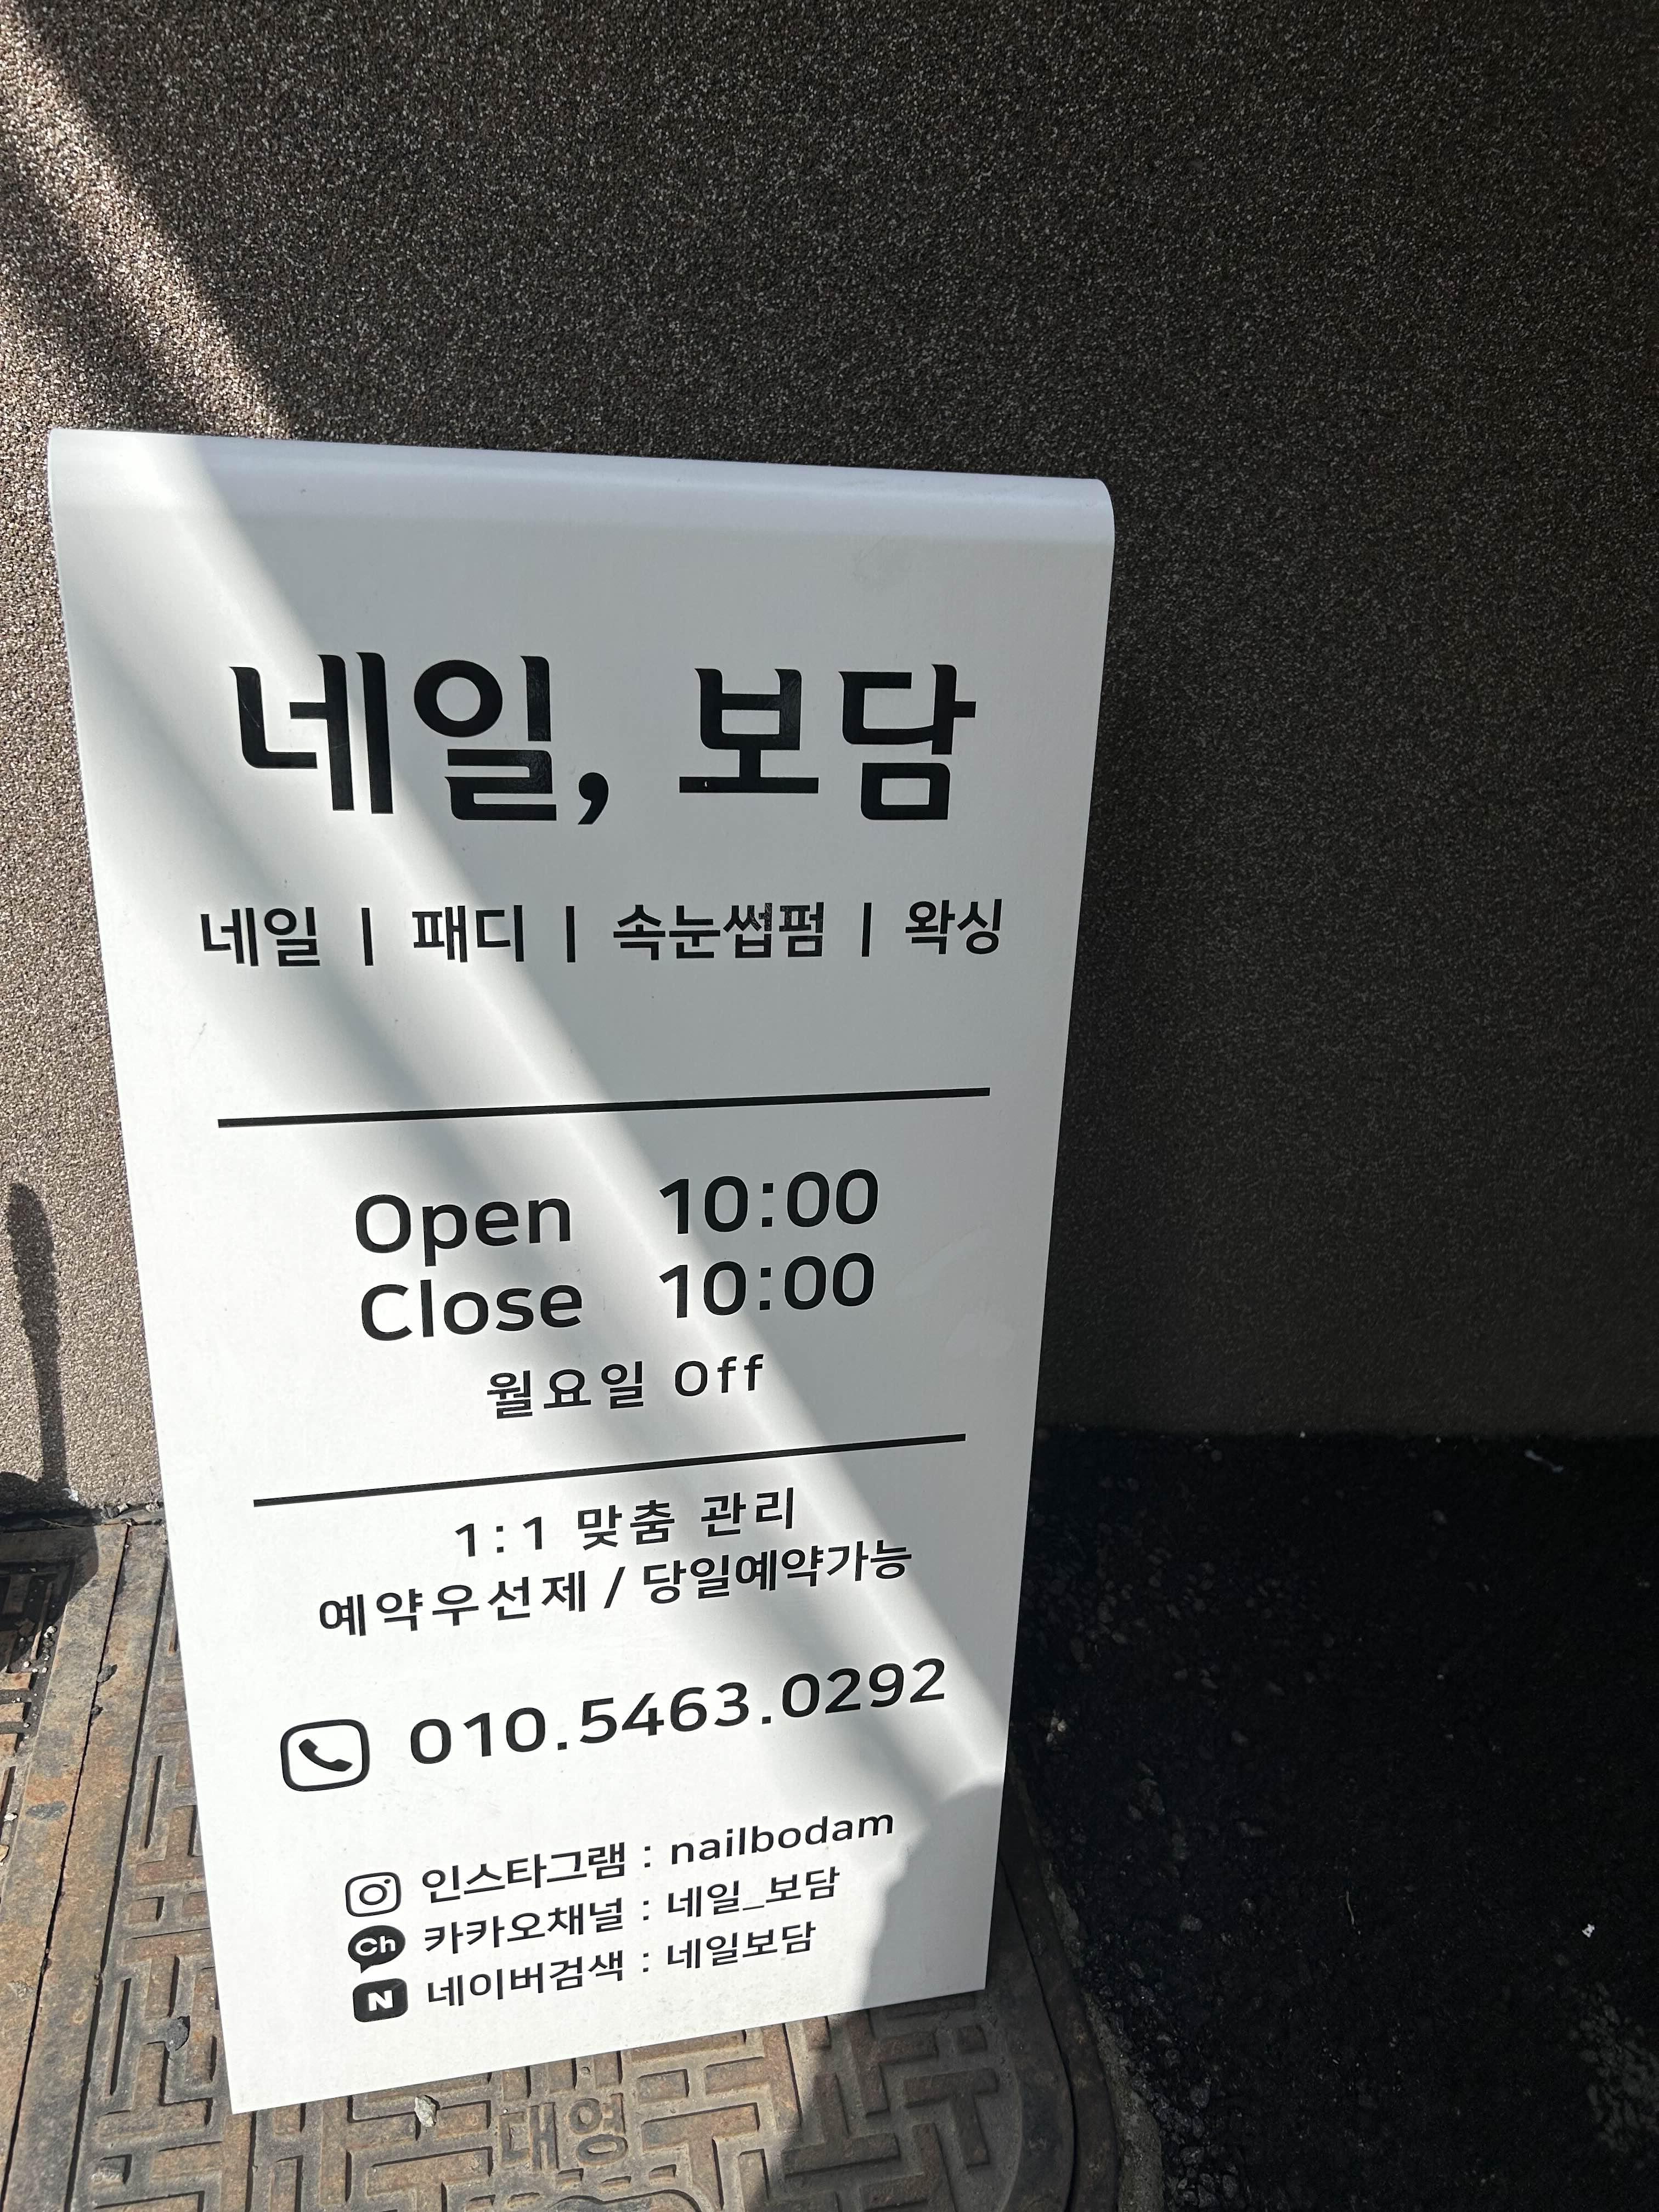 네일, 보담
네일 | 패디 | 속눈썹펌 | 왁싱
Open 10:00
Close 10:00
월요일 Off
1:1 맞춤 관리
예약우선제 / 당일예약가능
010.5463.0292
인스타그램 : nailbodam
Ch 카카오채널 : 네일_보담
N 네이버검색 : 네일보담
대영